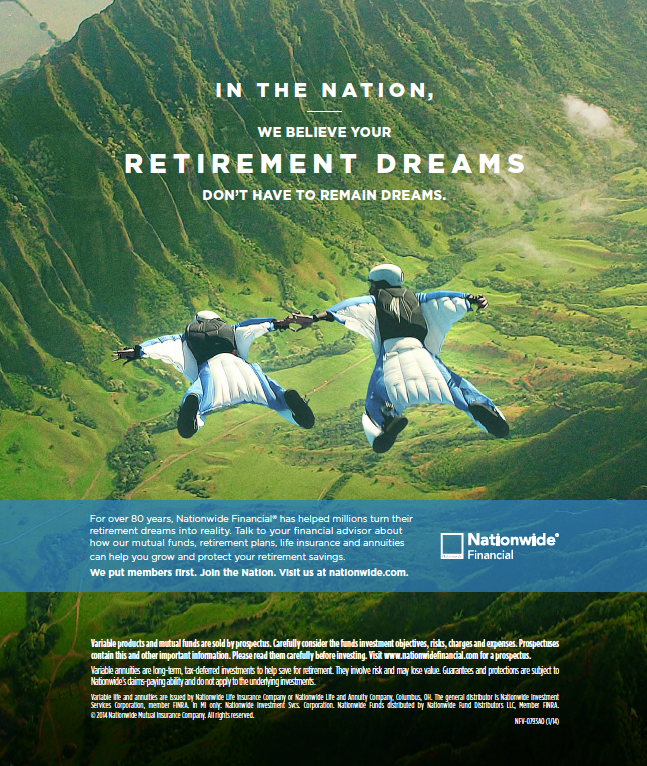 IN THE NATION,
WE BELIEVE YOUR
RETIREMENT DREAMS
DON'T HAVE TO REMAIN DREAMS.
For over 80 years, Nationwide Financial® has helped millions turn their
retirement dreams into reality. Talk to your financial advisor about
how our mutual funds, retirement plans, life insurance and annuities
can help you grow and protect your retirement savings.
We put members first. Join the Nation. Visit us at nationwide.com.
Nationwide®
Financial
Variable products and mutual funds are sold by prospectus. Carefully consider the funds investment objectives, risks, charges and expenses. Prospectuses
contain this and other important information. Please read them carefully before investing. Visit www.nationwidefinancial.com for a prospectus.
Variable annuities are long-term, tax-deferred investments to help save for retirement. They involve risk and may lose value. Guarantees and protections are subject to
Nationwide's claims-paying ability and do not apply to the underlying investments.
Variable life and annuities are issued by Nationwide Life Insurance Company or Nationwide Life and Annuity Company, Columbus, OH. The general distributor is Nationwide Investment
Services Corporation, member FINRA. In MI only: Nationwide Investment Svcs. Corporation. Nationwide Funds distributed by Nationwide Fund Distributors LLC, Member FINRA.
© 2014 Nationwide Mutual Insurance Company. All rights reserved.
NFV-0793AO (1/14)